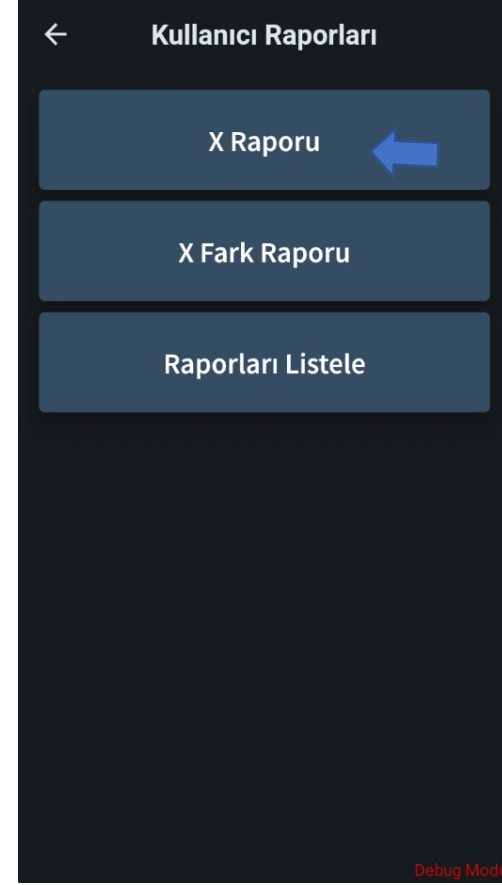 Kullanıcı Raporları
X Raporu
X Fark Raporu
Raporları Listele
Debug Mod